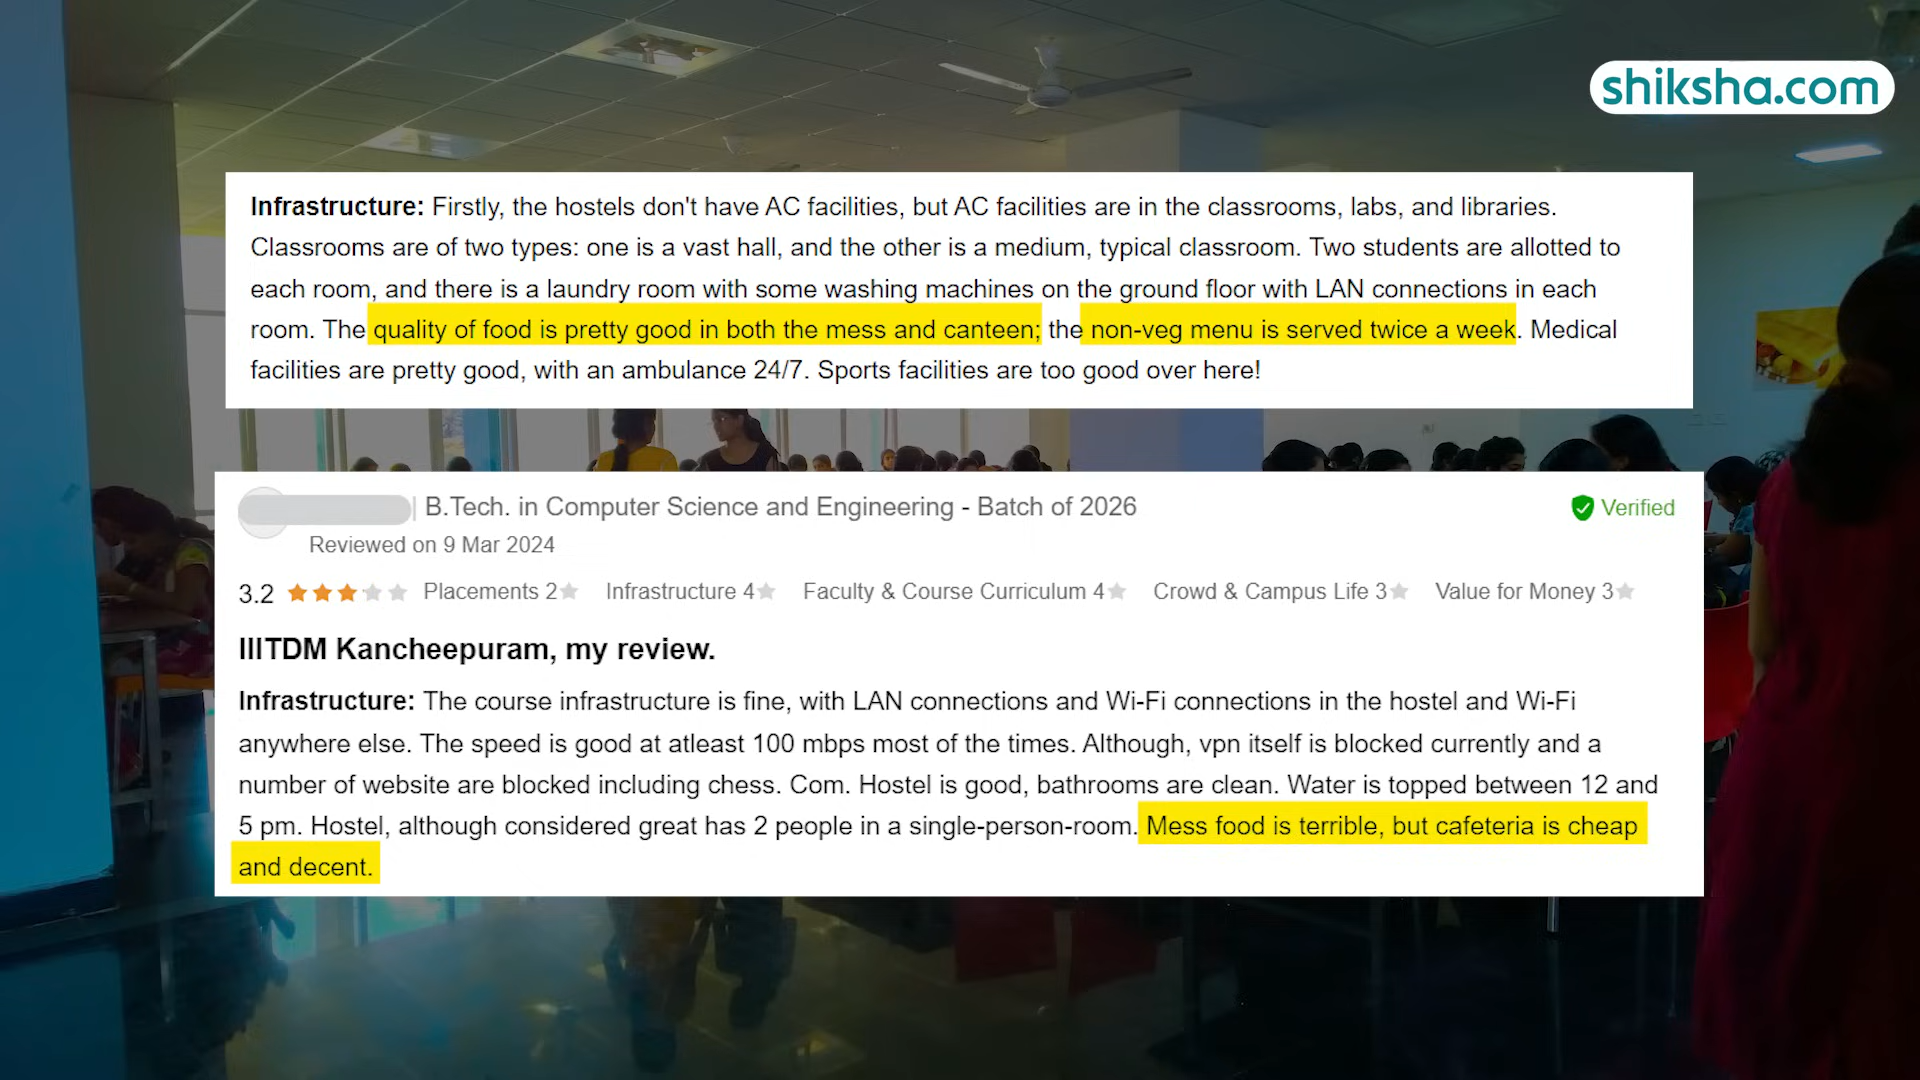 shiksha.com
Infrastructure: Firstly, the hostels don't have AC facilities, but AC facilities are in the classrooms, labs, and libraries.
Classrooms are of two types: one is a vast hall, and the other is a medium, typical classroom. Two students are allotted to
each room, and there is a laundry room with some washing machines on the ground floor with LAN connections in each
room. The quality of food is pretty good in both the mess and canteen; the non-veg menu is served twice a week. Medical
facilities are pretty good, with an ambulance 24/7. Sports facilities are too good over here!
| B.Tech. in Computer Science and Engineering - Batch of 2026
Verified
Reviewed on 9 Mar 2024
3.2 Placements 2 Infrastructure 4 Faculty & Course Curriculum 4 Crowd & Campus Life 3 Value for Money 3
IIITDM Kancheepuram, my review.
Infrastructure: The course infrastructure is fine, with LAN connections and Wi-Fi connections in the hostel and Wi-Fi
anywhere else. The speed is good at atleast 100 mbps most of the times. Although, vpn itself is blocked currently and a
number of website are blocked including chess. Com. Hostel is good, bathrooms are clean. Water is topped between 12 and
5 pm. Hostel, although considered great has 2 people in a single-person-room. Mess food is terrible, but cafeteria is cheap
and decent.